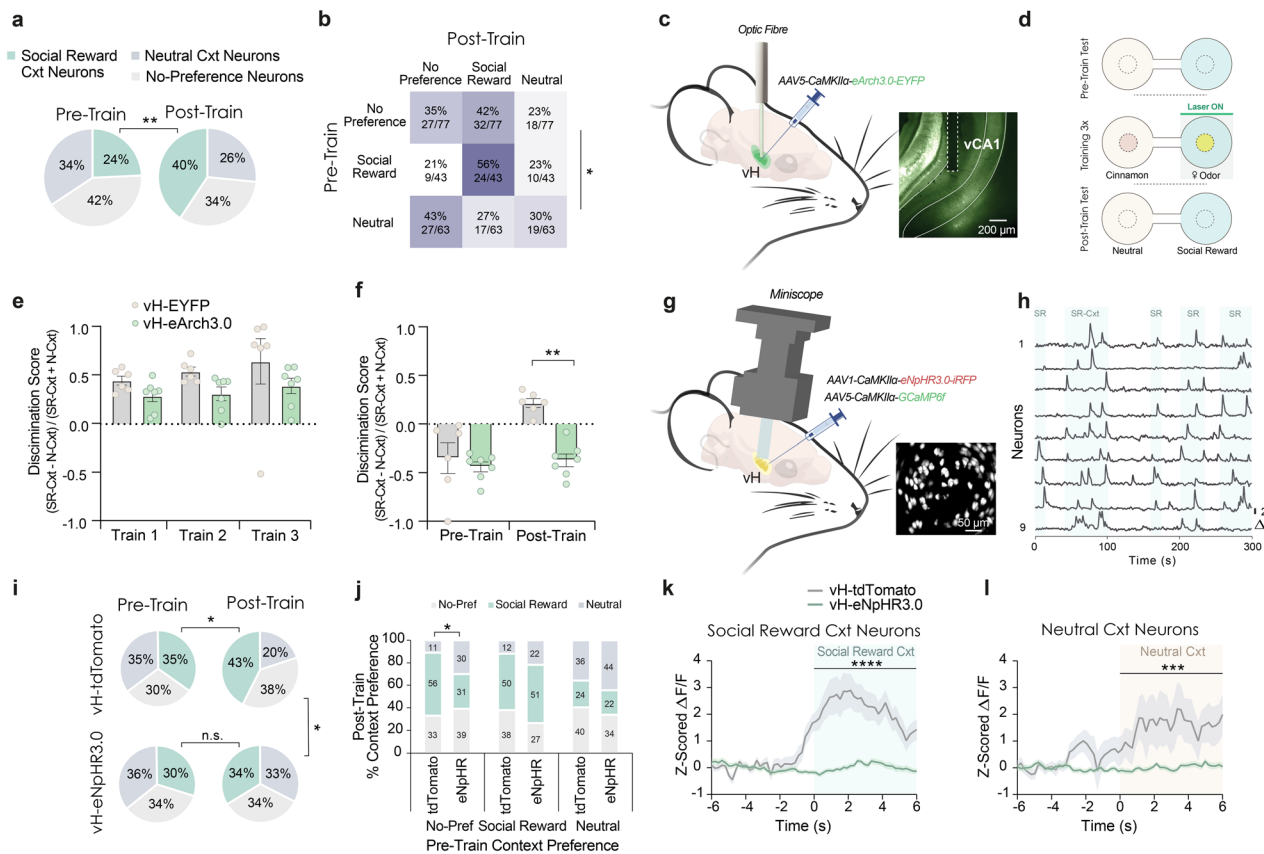 a
Social Reward
Cxt Neurons
Neutral Cxt Neurons
No-Preference Neurons
Pre-Train
Post-Train
**
34%
24%
42%
40%
26%
34%
b
Post-Train
No
Preference
Social
Reward
Neutral
Pre-Train
No
Preference
35%
27/77
42%
32/77
23%
18/77
Social
Reward
21%
9/43
56%
24/43
23%
10/43
Neutral
43%
27/63
27%
17/63
30%
19/63
*
c
Optic Fibre
AAV5-CaMKIIα-eArch3.0-EYFP
vH
vCA1
200 µm
d
Pre-Train Test
Training 3x
Laser ON
Cinnamon
♀ Odor
Post-Train Test
Neutral
Social Reward
e
vH-EYFP
vH-eArch3.0
Discimination Score
(SR-Cxt - N-Cxt) / (SR-Cxt + N-Cxt)
1.0
0.5
0.0
-0.5
-1.0
Train 1
Train 2
Train 3
f
Discimination Score
(SR-Cxt - N-Cxt) / (SR-Cxt + N-Cxt)
1.0
0.5
0.0
-0.5
-1.0
**
Pre-Train
Post-Train
g
Miniscope
AAV1-CaMKIIα-eNpHR3.0-iRFP
AAV5-CaMKIIα-GCaMP6f
vH
50 µm
h
SR
SR-Cxt
SR
SR
SR
Neurons
1
9
0
100
200
300
Time (s)
2
i
Pre-Train
Post-Train
vH-tdTomato
35%
35%
30%
*
43%
20%
38%
*
vH-eNpHR3.0
36%
30%
34%
n.s.
34%
33%
34%
j
No-Pref
Social Reward
Neutral
% Context Preference
Post-Train
100
80
60
40
20
0
*
11
56
33
30
31
39
12
50
38
22
51
27
36
24
40
44
22
34
tdTomato
eNpHR
tdTomato
eNpHR
tdTomato
eNpHR
No-Pref
Social Reward
Neutral
Pre-Train Context Preference
k
vH-tdTomato
vH-eNpHR3.0
Social Reward Cxt Neurons
Social Reward Cxt
****
Z-Scored ΔF/F
4
3
2
1
0
-1
-6
-4
-2
0
2
4
6
Time (s)
l
Neutral Cxt Neurons
Neutral Cxt
***
Z-Scored ΔF/F
4
3
2
1
0
-1
-6
-4
-2
0
2
4
6
Time (s)